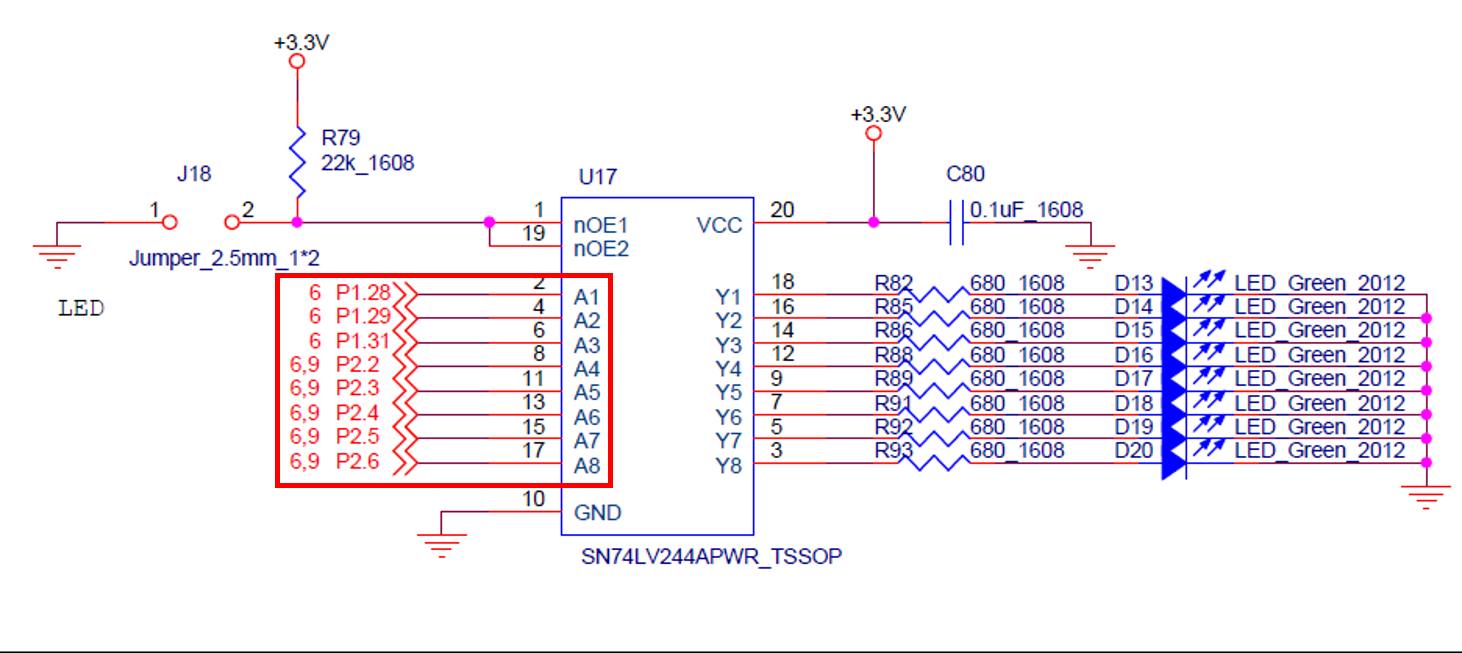 +3.3V
R79
22k_1608
+3.3V
J18
U17
C80
1 2
1 nOE1
VCC 20
0.1uF_1608
19 nOE2
Jumper_2.5mm_1*2
LED
6 P1.28 2 A1
6 P1.29 4 A2
6 P1.31 6 A3
6,9 P2.2 8 A4
6,9 P2.3 11 A5
6,9 P2.4 13 A6
6,9 P2.5 15 A7
6,9 P2.6 17 A8
10 GND
Y1 18 R82 680_1608 D13 LED_Green_2012
Y2 16 R85 680_1608 D14 LED_Green_2012
Y3 14 R86 680_1608 D15 LED_Green_2012
Y4 12 R88 680_1608 D16 LED_Green_2012
Y5 9 R89 680_1608 D17 LED_Green_2012
Y6 7 R91 680_1608 D18 LED_Green_2012
Y7 5 R92 680_1608 D19 LED_Green_2012
Y8 3 R93 680_1608 D20 LED_Green_2012
SN74LV244APWR_TSSOP